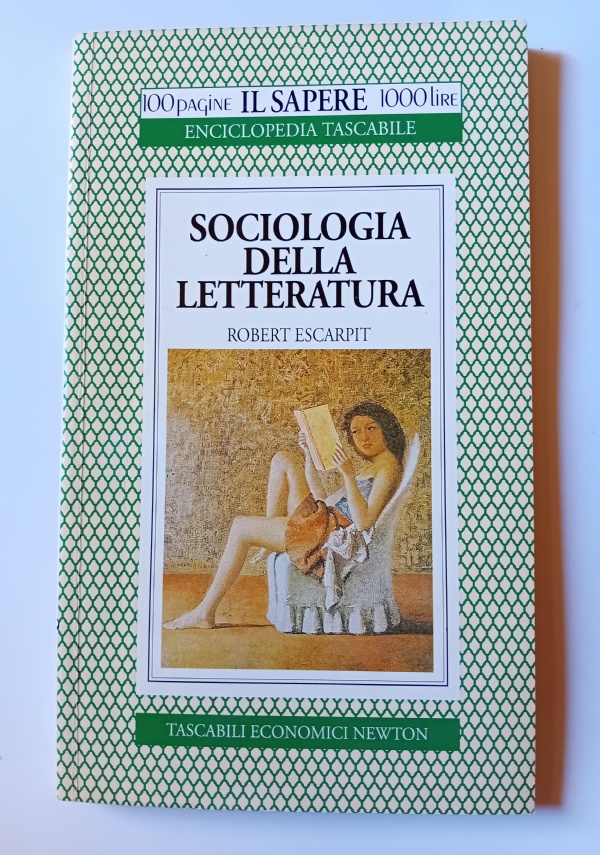 100 pagine IL SAPERE 1000 lire
ENCICLOPEDIA TASCABILE
SOCIOLOGIA
DELLA
LETTERATURA
ROBERT ESCARPIT
TASCABILI ECONOMICI NEWTON